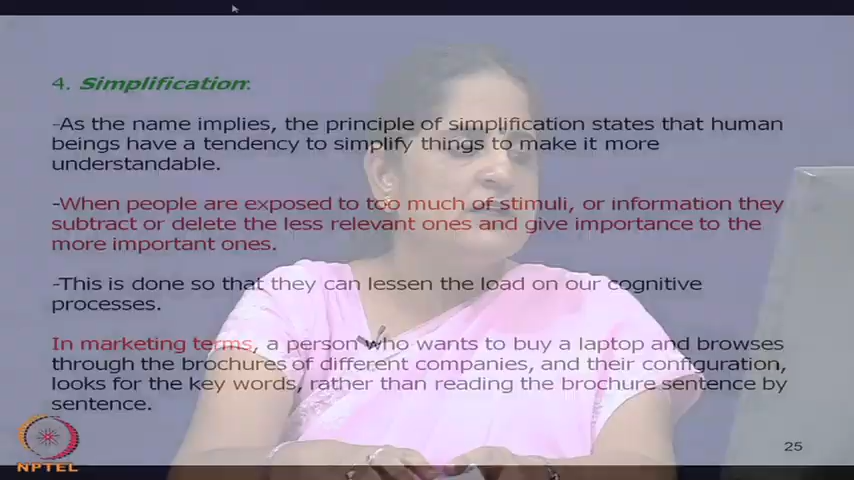 4. Simplification:
-As the name implies, the principle of simplification states that human
beings have a tendency to simplify things to make it more
understandable.
-When people are exposed to too much of stimuli, or information they
subtract or delete the less relevant ones and give importance to the
more important ones.
-This is done so that they can lessen the load on our cognitive
processes.
In marketing terms, a person who wants to buy a laptop and browses
through the brochures of different companies, and their configuration,
looks for the key words, rather than reading the brochure sentence by
sentence.
25
NPTEL